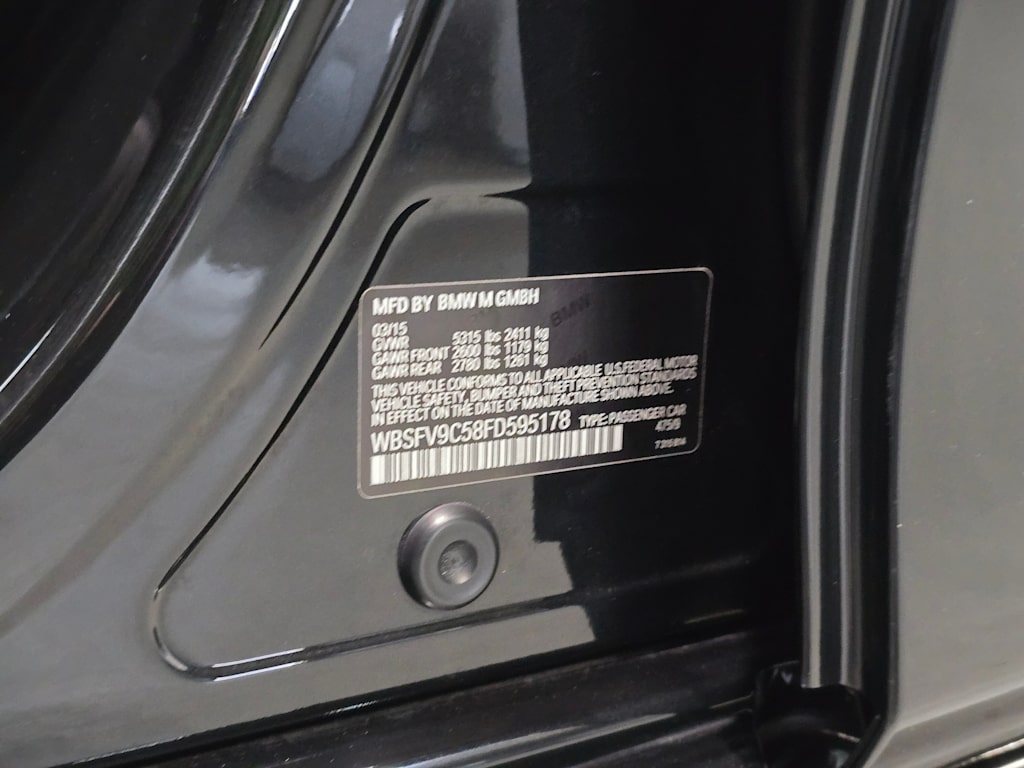 MFD BY BMW M GMBH
03/15
GVWR 5315 lbs 2411 kg
GAWR FRONT 2600 lbs 1179 kg
GAWR REAR 2780 lbs 1261 kg
THIS VEHICLE CONFORMS TO ALL APPLICABLE U.S.FEDERAL MOTOR
VEHICLE SAFETY, BUMPER AND THEFT PREVENTION STANDARDS
IN EFFECT ON THE DATE OF MANUFACTURE SHOWN ABOVE.
WBSFV9C58FD595178 TYPE: PASSENGER CAR
475/9